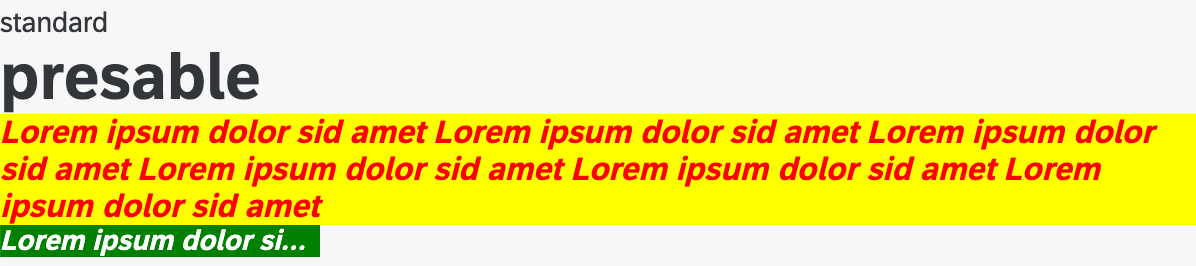 standard
presable
Lorem ipsum dolor sid amet Lorem ipsum dolor sid amet Lorem ipsum dolor
sid amet Lorem ipsum dolor sid amet Lorem ipsum dolor sid amet Lorem
ipsum dolor sid amet
Lorem ipsum dolor si...